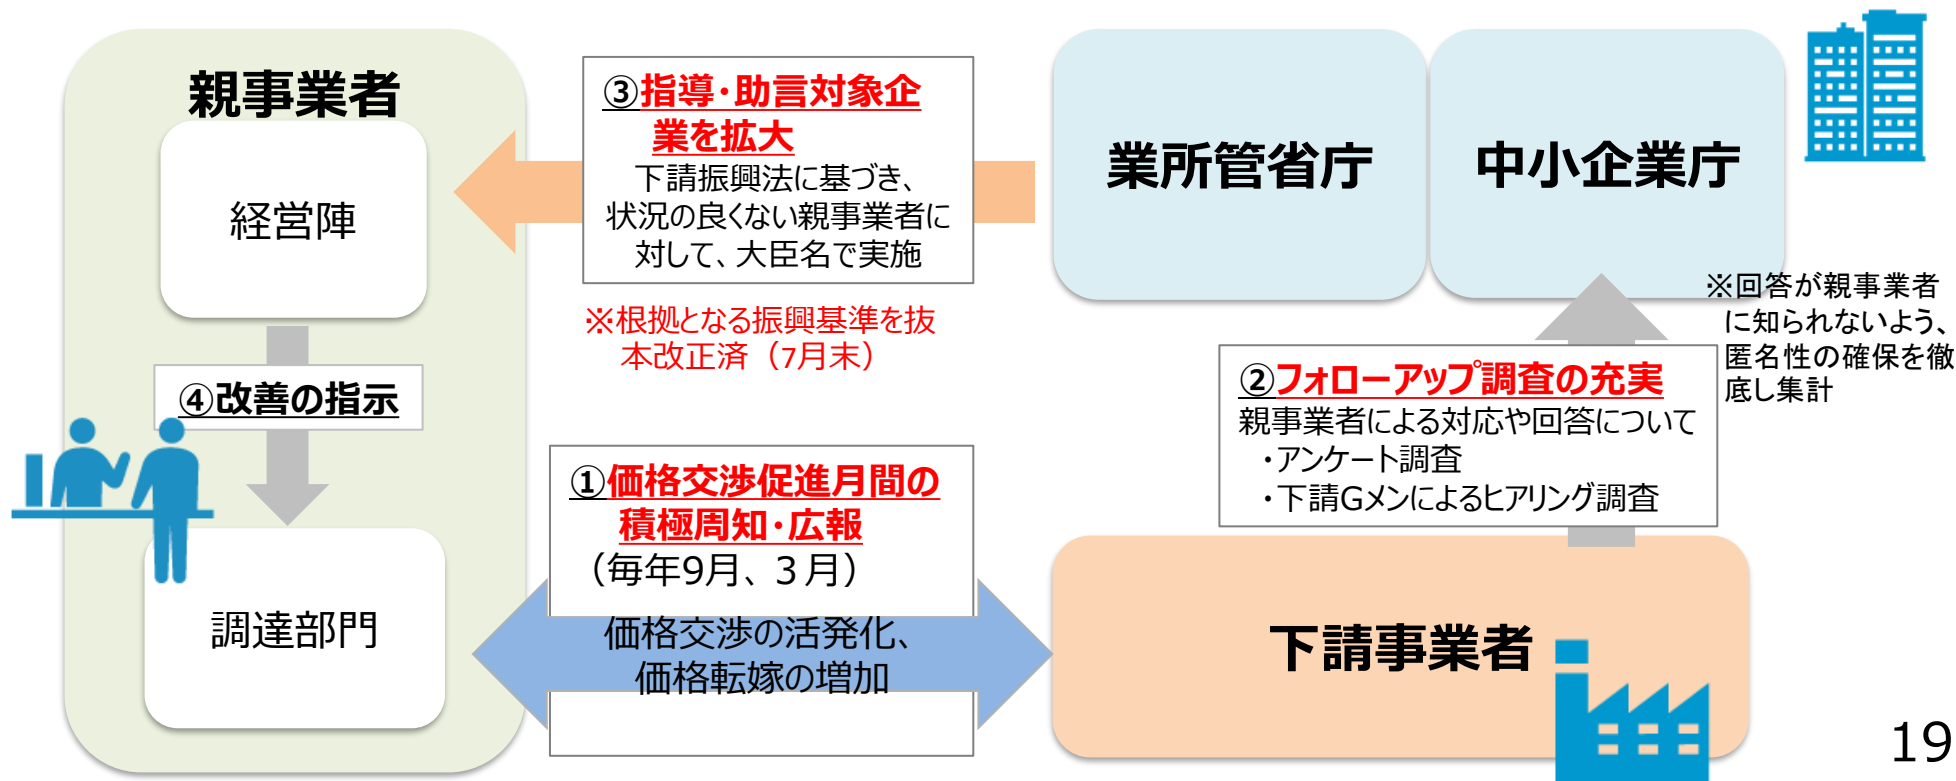 親事業者
経営陣
④改善の指示
調達部門
③指導･助言対象企
業を拡大
下請振興法に基づき、
状況の良くない親事業者に
対して、大臣名で実施
※根拠となる振興基準を抜
本改正済（7月末）
①価格交渉促進月間の
積極周知･広報
（毎年9月、３月）
価格交渉の活発化、
価格転嫁の増加
業所管省庁
中小企業庁
※回答が親事業者
に知られないよう、
匿名性の確保を徹
底し集計
②フォローアップ調査の充実
親事業者による対応や回答について
・アンケート調査
・下請Gメンによるヒアリング調査
下請事業者
19